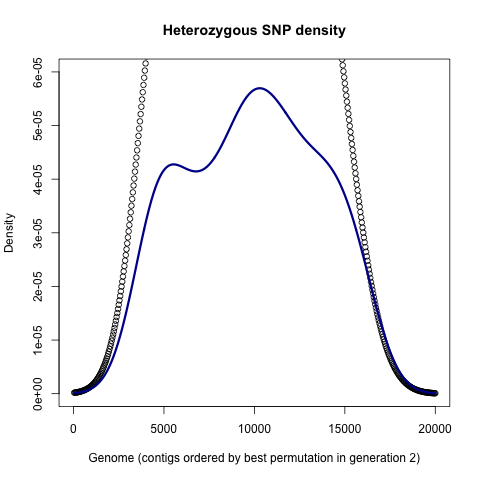 Heterozygous SNP density
Density
6e-05
5e-05
4e-05
3e-05
2e-05
1e-05
0e+00
0 5000 10000 15000 20000
Genome (contigs ordered by best permutation in generation 2)